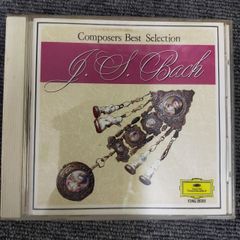 Composers Best Selection
J. S. Bach